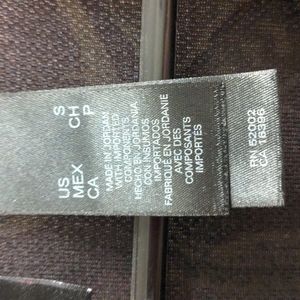 US S
MEX CH
CA P
MADE IN JORDAN
WITH IMPORTED
COMPONENTS
HECHO EN JORDANIA
CON INSUMOS
IMPORTADOS
FABRIQUÉ EN JORDANIE
AVEC DES
COMPOSANTS
IMPORTÉS
RN 52002
CA 18396